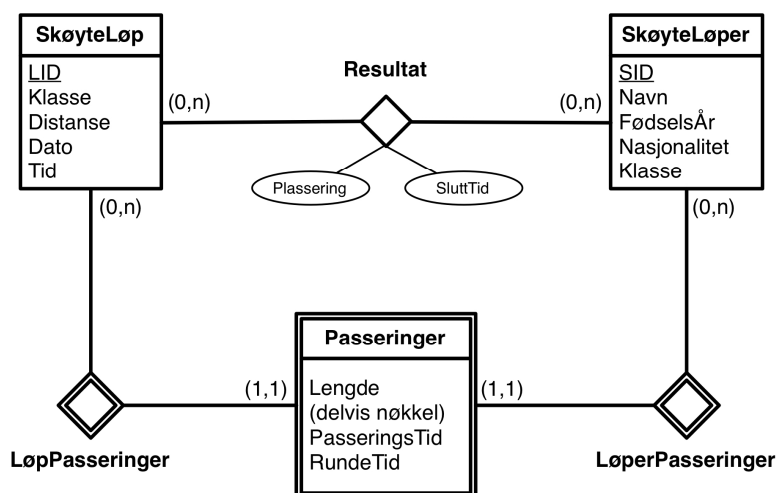 SkøyteLøp
LID
Klasse
Distanse
Dato
Tid
(0,n)
(0,n)
Resultat
Plassering
SluttTid
(0,n)
SkøyteLøper
SID
Navn
FødselsÅr
Nasjonalitet
Klasse
(0,n)
Passeringer
Lengde
(delvis nøkkel)
PasseringsTid
RundeTid
(1,1)
(1,1)
LøpPasseringer
LøperPasseringer